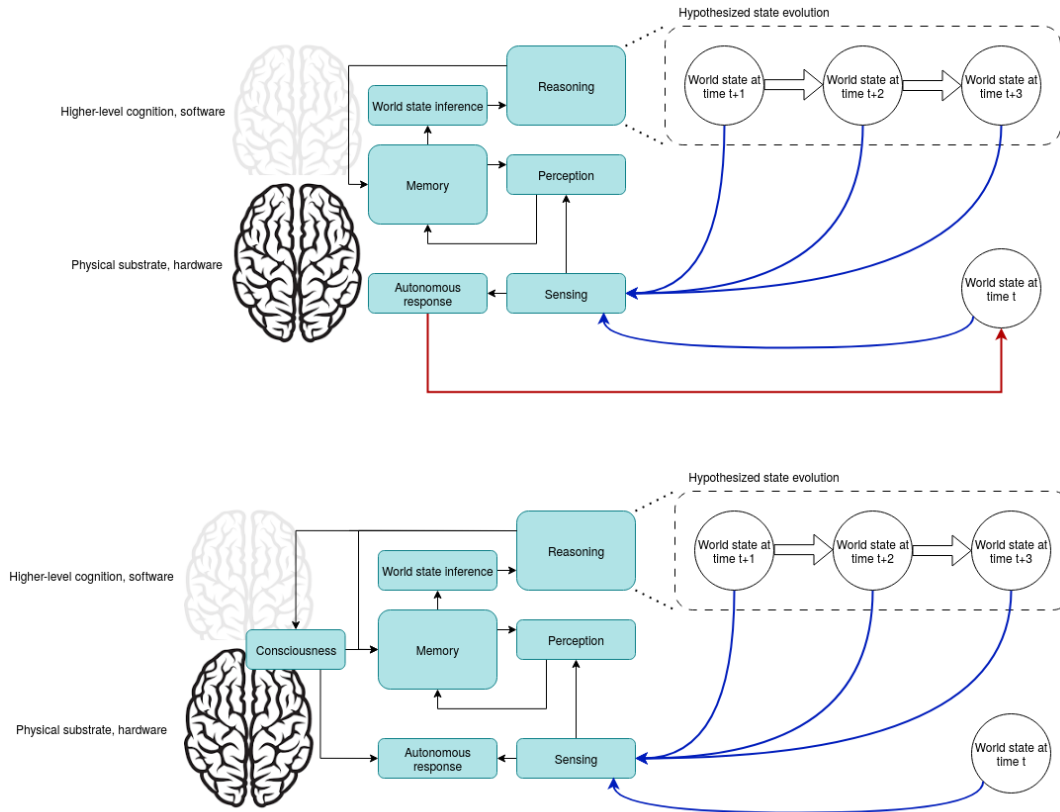 Hypothesized state evolution
Reasoning
World state at
time t+1
World state at
time t+2
World state at
time t+3
Higher-level cognition, software
World state inference
Memory
Perception
Physical substrate, hardware
Autonomous
response
Sensing
World state at
time t
Hypothesized state evolution
Reasoning
World state at
time t+1
World state at
time t+2
World state at
time t+3
Higher-level cognition, software
World state inference
Consciousness
Memory
Perception
Physical substrate, hardware
Autonomous
response
Sensing
World state at
time t